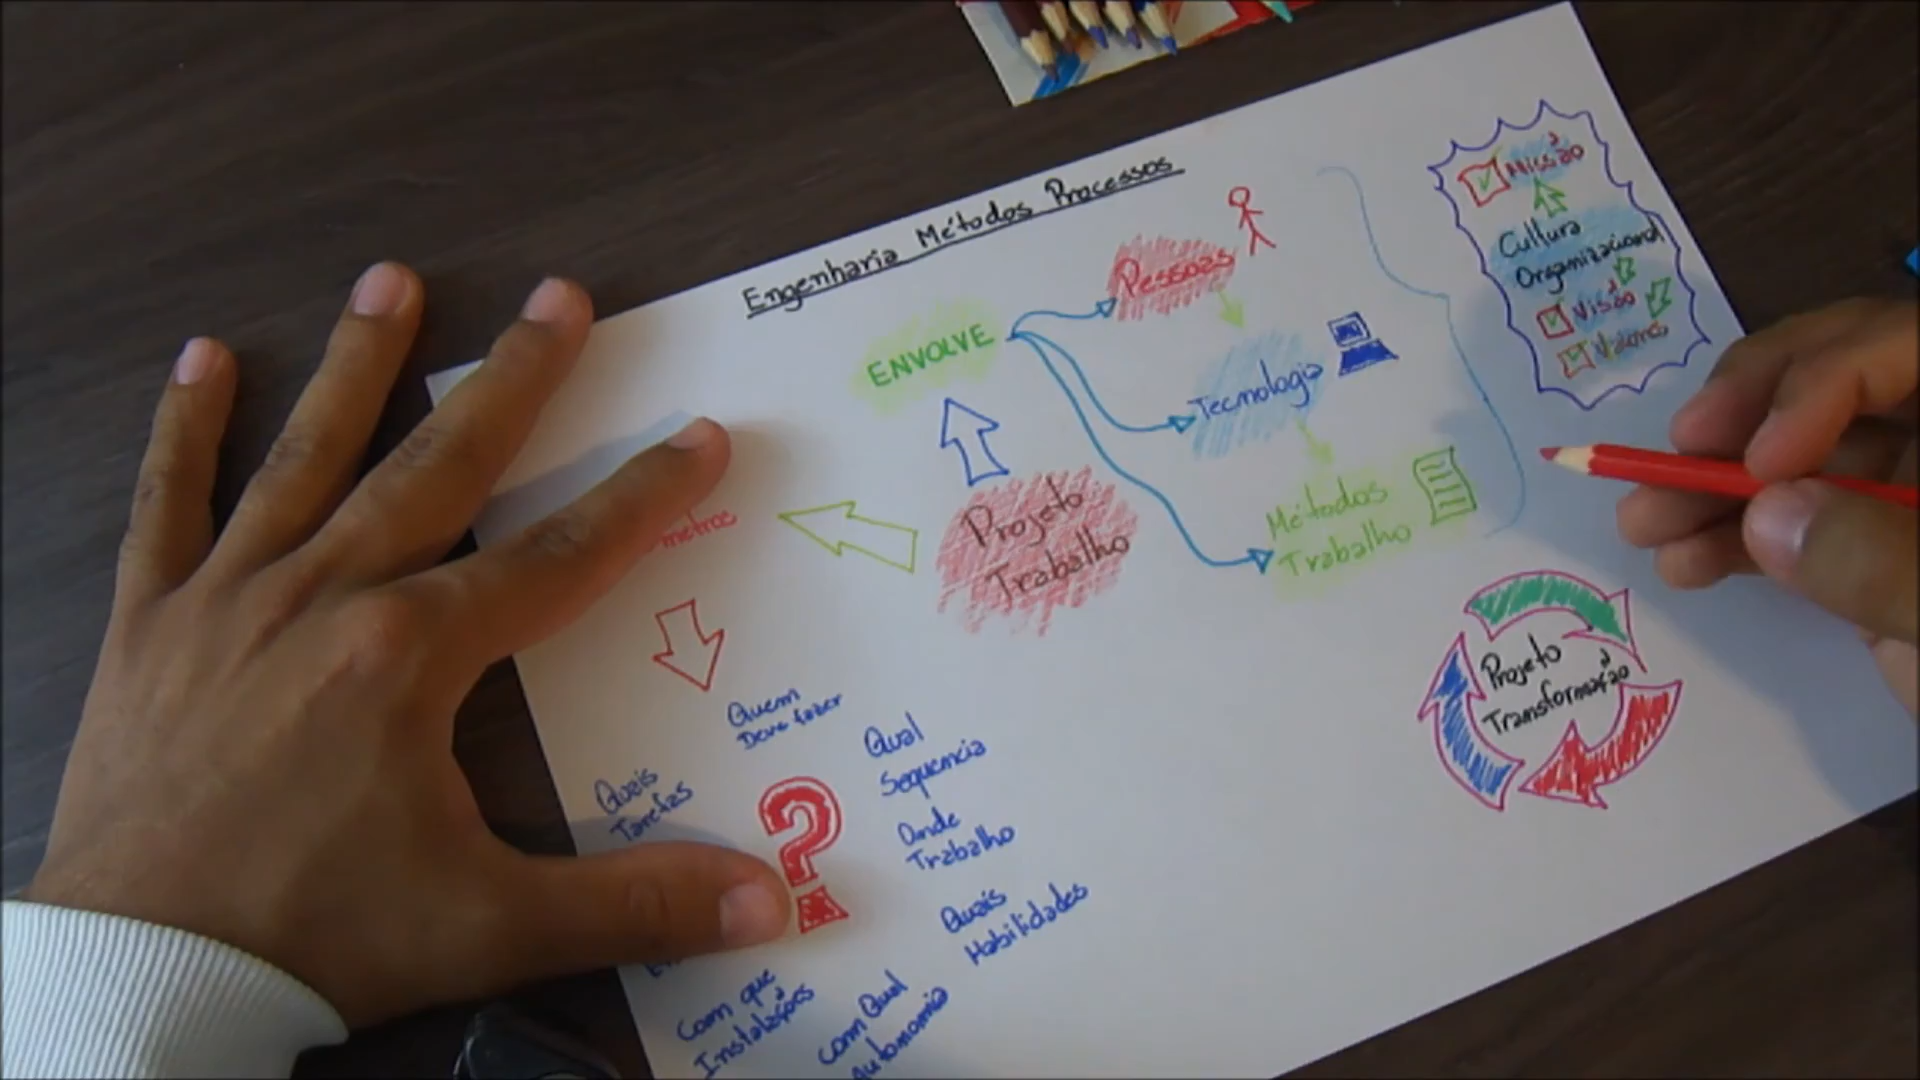 Engenharia Métodos Processos
Missão
Cultura
Organizacional
Visão
Valores
Pessoas
ENVOLVE
Tecnologia
Métodos
Trabalho
Projeto
Trabalho
metros
Projeto
Transformação
Quem
Deve fazer
Qual
Sequencia
Quais
Tarefas
Onde
Trabalho
Quais
Habilidades
?
Com que
Instalações
Com Qual
Autonomia